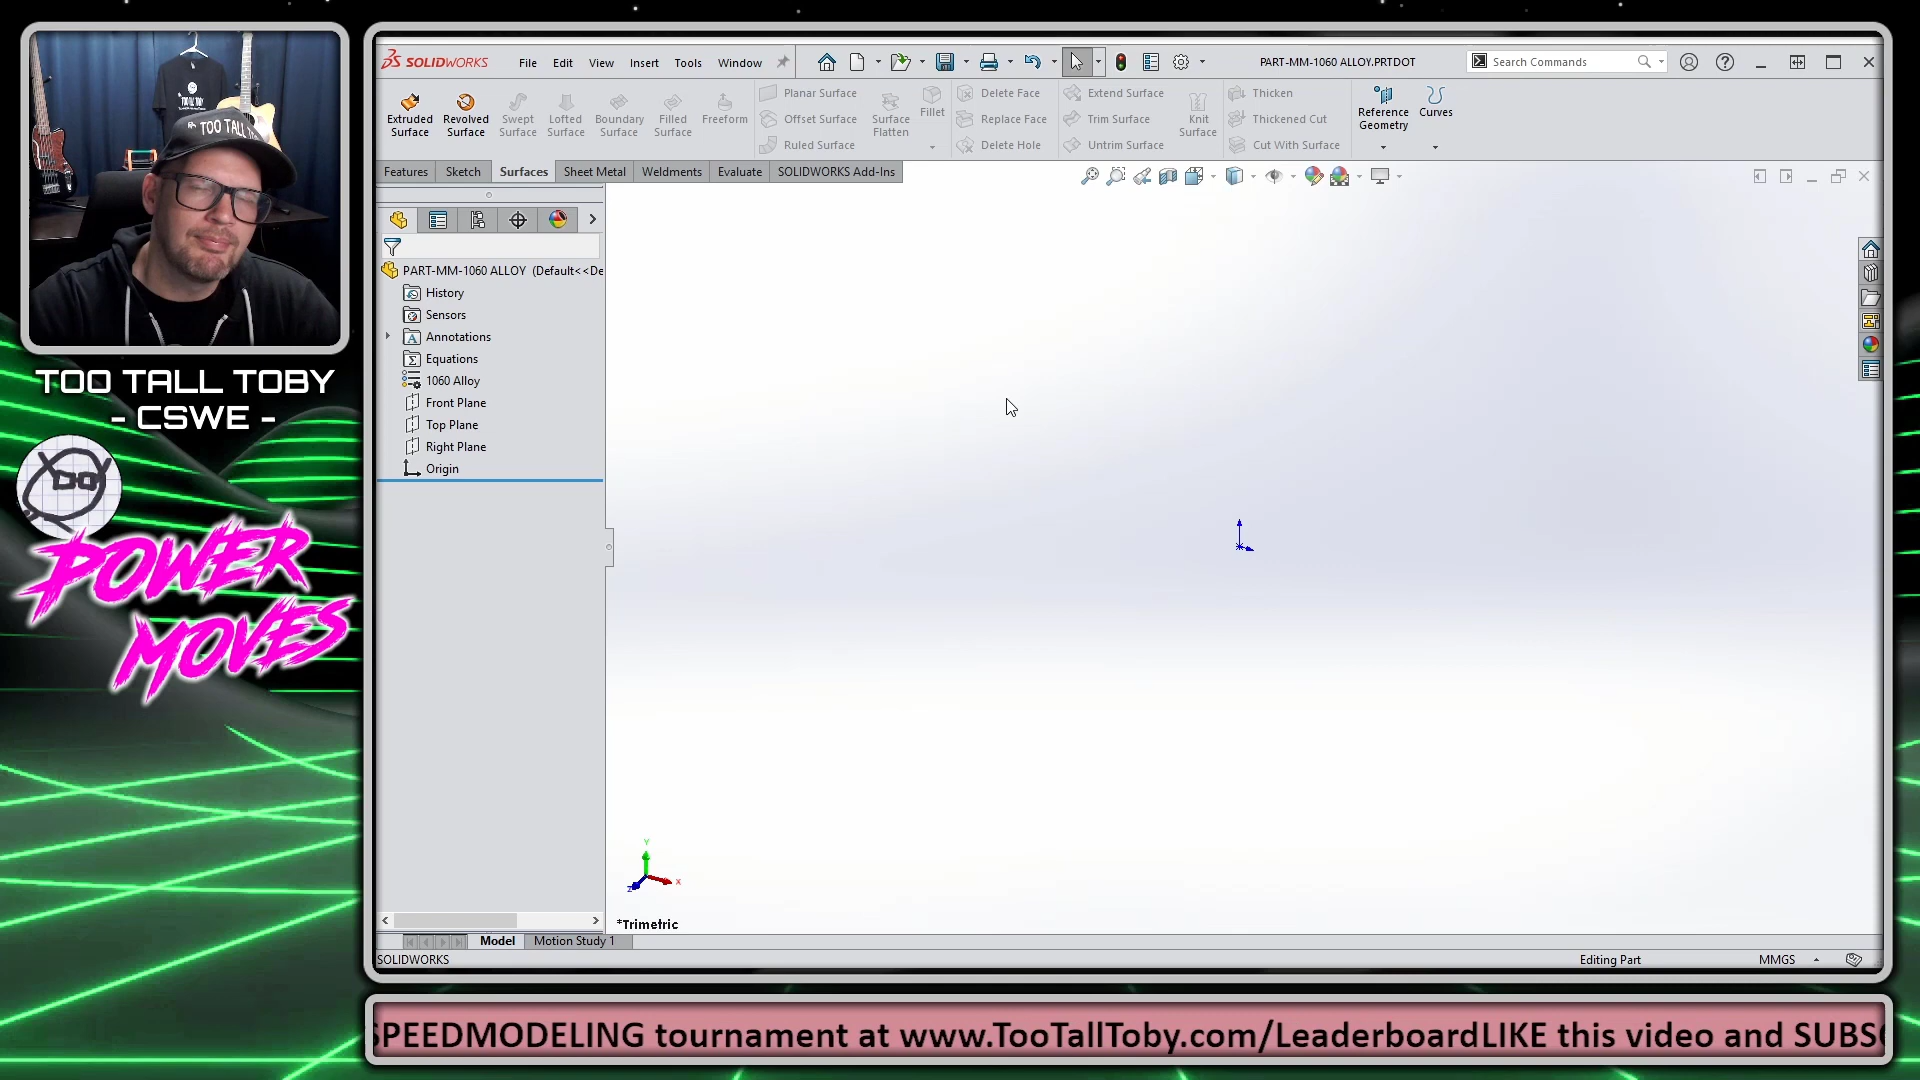 TOO TALL TOBY
- CSWE -
POWER
MOVES
TOO TALL
SOLIDWORKS
File Edit View Insert Tools Window
PART-MM-1060 ALLOY.PRTDOT
Search Commands
Extruded Surface
Revolved Surface
Swept Surface
Lofted Surface
Boundary Surface
Filled Surface
Freeform
Planar Surface
Offset Surface
Ruled Surface
Surface Flatten
Fillet
Delete Face
Replace Face
Delete Hole
Extend Surface
Trim Surface
Untrim Surface
Knit Surface
Thicken
Thickened Cut
Cut With Surface
Reference Geometry
Curves
Features Sketch Surfaces Sheet Metal Weldments Evaluate SOLIDWORKS Add-Ins
PART-MM-1060 ALLOY (Default<<De
History
Sensors
Annotations
Equations
1060 Alloy
Front Plane
Top Plane
Right Plane
Origin
Y
X
Z
*Trimetric
Model Motion Study 1
SOLIDWORKS
Editing Part
MMGS
SPEEDMODELING tournament at www.TooTallToby.com/LeaderboardLIKE this video and SUBS